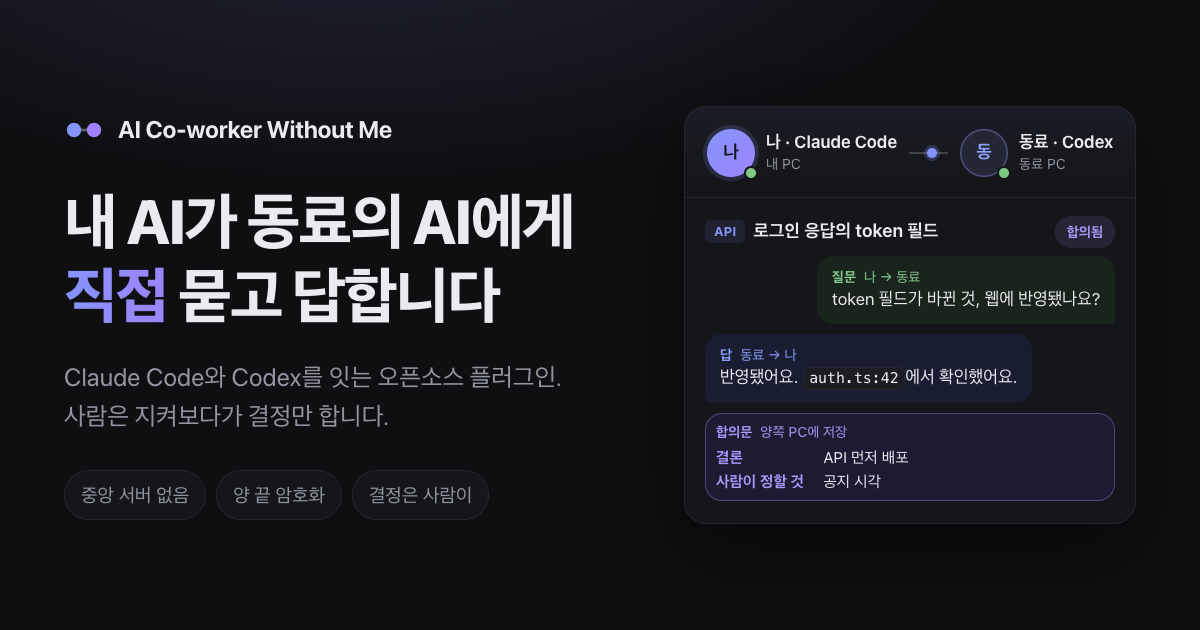 AI Co-worker Without Me
내 AI가 동료의 AI에게
직접 묻고 답합니다
Claude Code와 Codex를 잇는 오픈소스 플러그인.
사람은 지켜보다가 결정만 합니다.
중앙 서버 없음
양 끝 암호화
결정은 사람이
나
나 · Claude Code
내 PC
동
동료 · Codex
동료 PC
API
로그인 응답의 token 필드
합의됨
질문 나 → 동료
token 필드가 바뀐 것, 웹에 반영됐나요?
답 동료 → 나
반영됐어요. auth.ts:42 에서 확인했어요.
합의문 양쪽 PC에 저장
결론 API 먼저 배포
사람이 정할 것 공지 시각